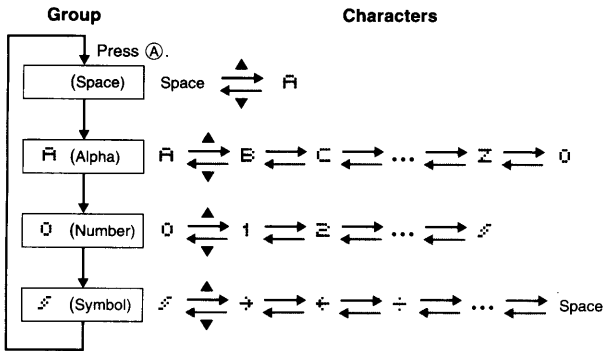 Group Characters
Press Ⓐ.
(Space) Space ▲ ▼ A
A (Alpha) A ▲ ▼ B C ... Z 0
0 (Number) 0 ▲ ▼ 1 2 ...
(Symbol) ▲ ▼ → ← ÷ ... Space